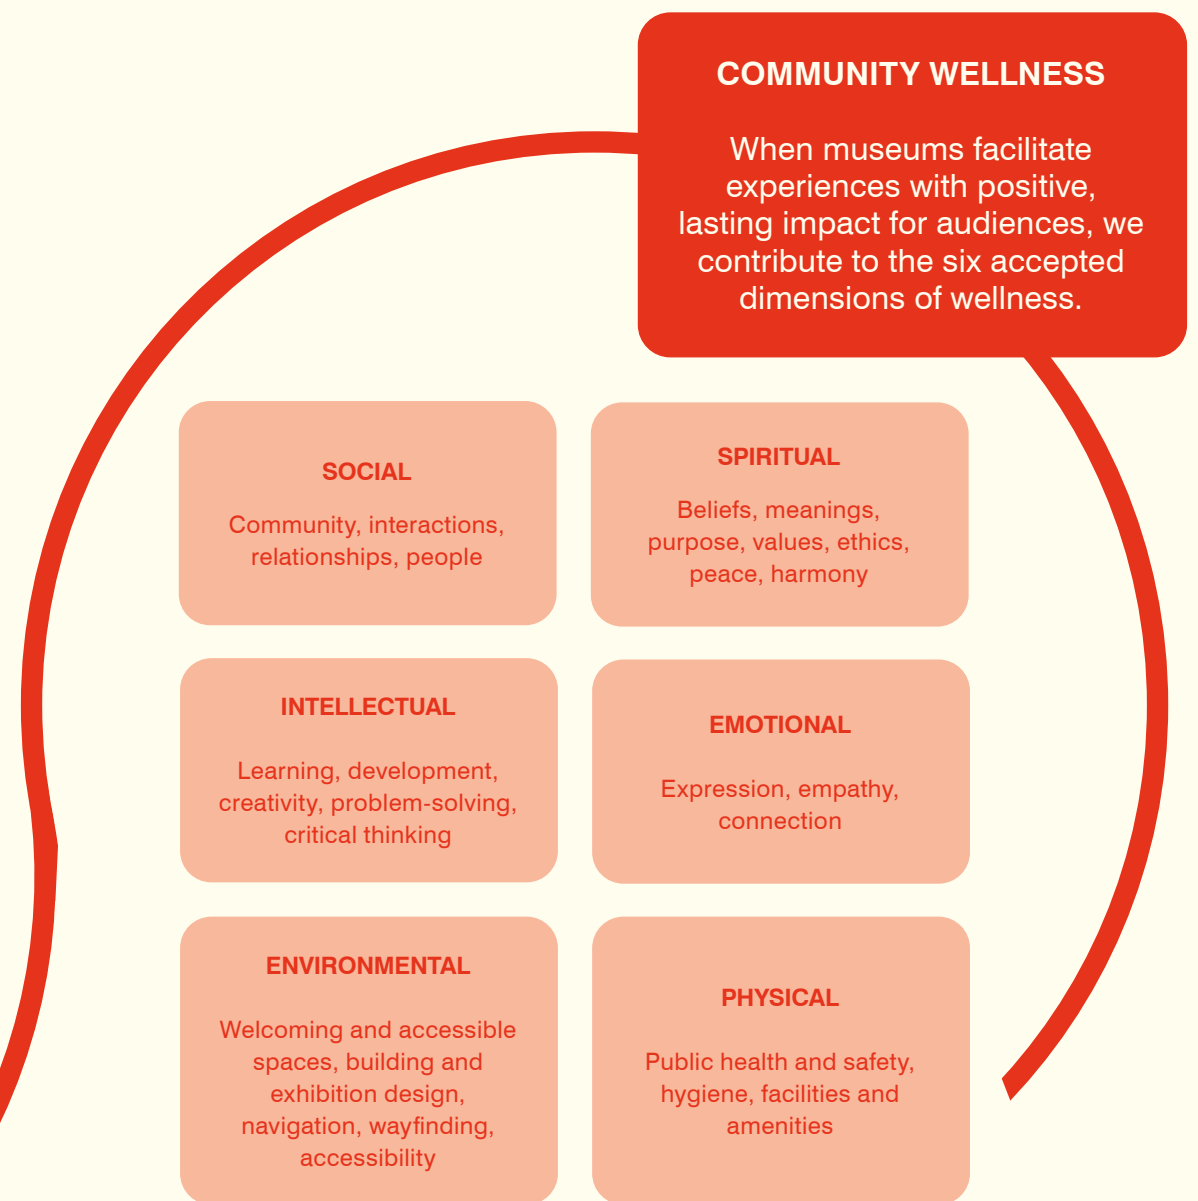 COMMUNITY WELLNESS
When museums facilitate
experiences with positive,
lasting impact for audiences, we
contribute to the six accepted
dimensions of wellness.
SOCIAL
Community, interactions,
relationships, people
SPIRITUAL
Beliefs, meanings,
purpose, values, ethics,
peace, harmony
INTELLECTUAL
Learning, development,
creativity, problem-solving,
critical thinking
EMOTIONAL
Expression, empathy,
connection
ENVIRONMENTAL
Welcoming and accessible
spaces, building and
exhibition design,
navigation, wayfinding,
accessibility
PHYSICAL
Public health and safety,
hygiene, facilities and
amenities